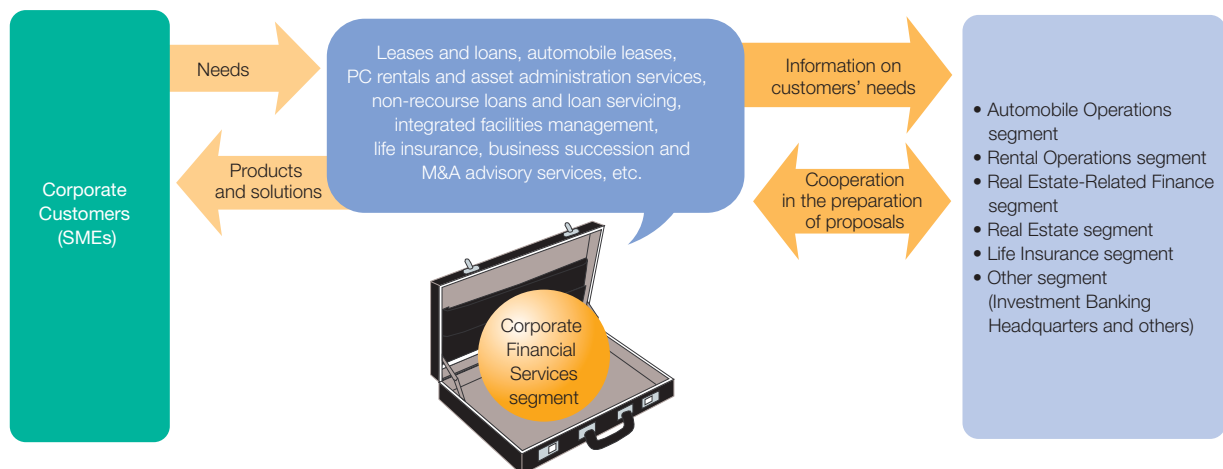 Corporate
Customers
(SMEs)
Needs
Products
and solutions
Leases and loans, automobile leases,
PC rentals and asset administration services,
non-recourse loans and loan servicing,
integrated facilities management,
life insurance, business succession and
M&A advisory services, etc.
Corporate
Financial
Services
segment
Information on
customers’ needs
Cooperation
in the preparation
of proposals
• Automobile Operations
segment
• Rental Operations segment
• Real Estate-Related Finance
segment
• Real Estate segment
• Life Insurance segment
• Other segment
(Investment Banking
Headquarters and others)